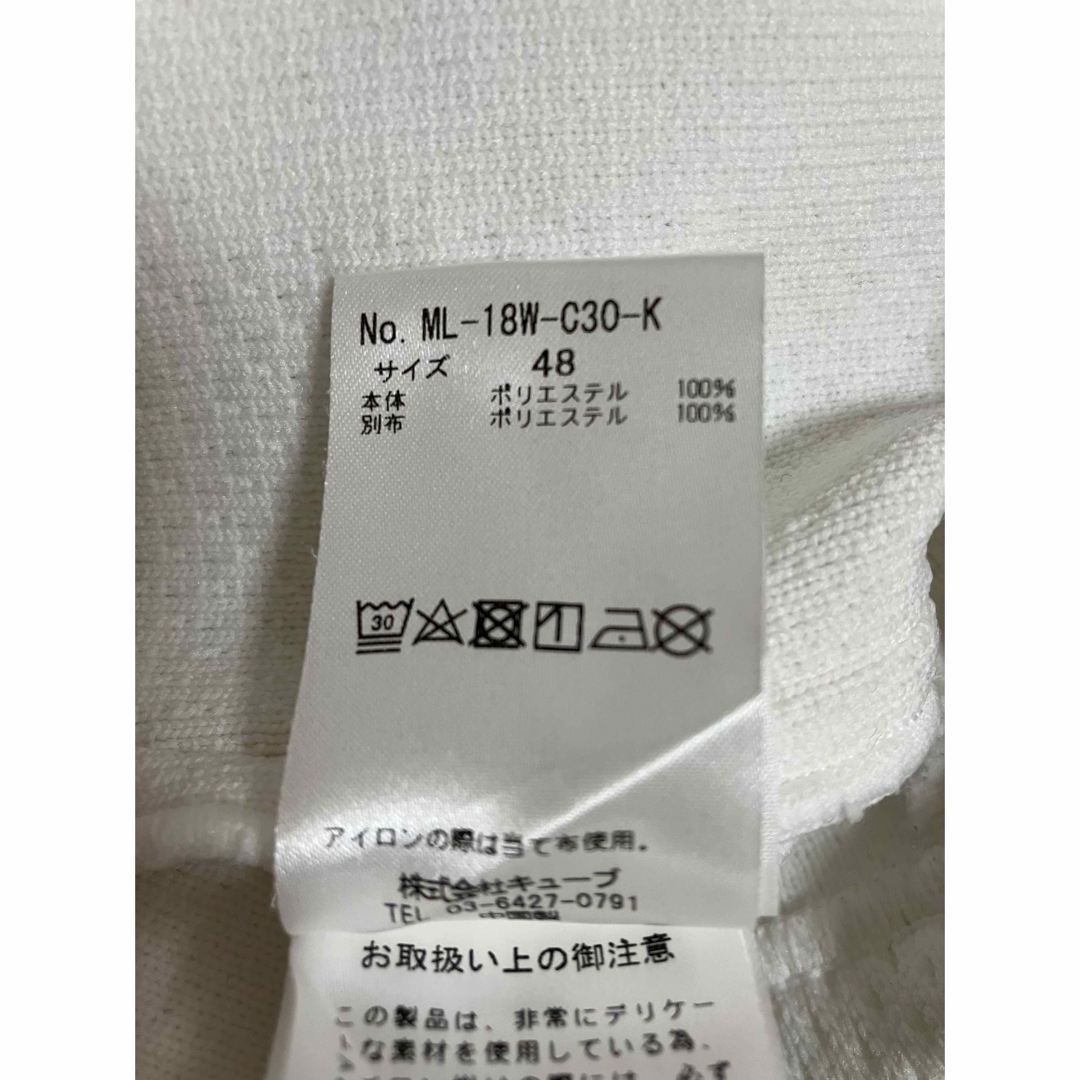 No. ML-18W-C30-K
サイズ 48
本体 ポリエステル 100%
別布 ポリエステル 100%
30
アイロンの際は当て布使用。
株式会社キューブ
TEL 03-6427-0791
中国製
お取扱い上の御注意
この製品は、非常にデリケー
トな素材を使用している為、